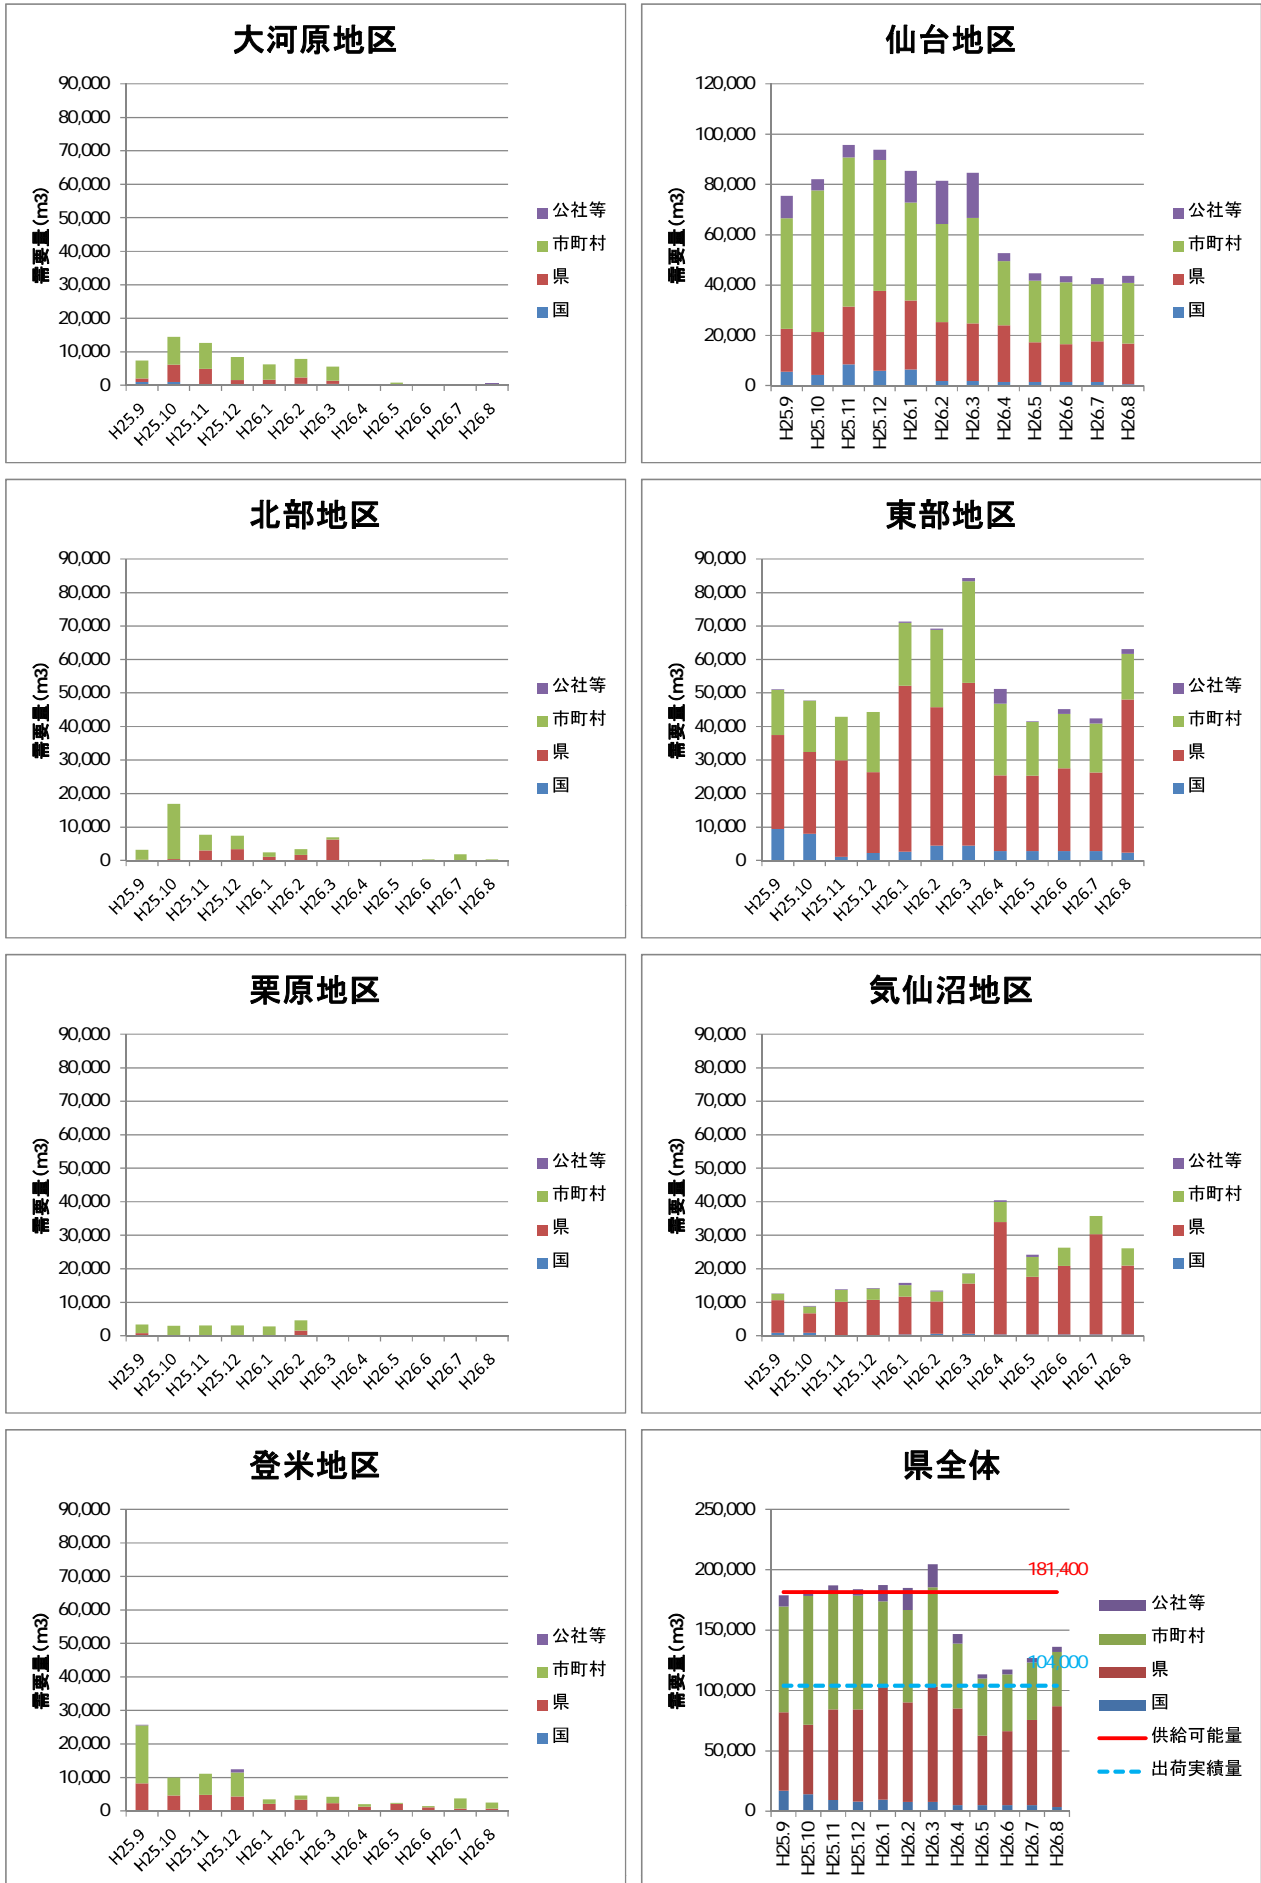 大河原地区
需要量(m3)
90,000
80,000
70,000
60,000
50,000
40,000
30,000
20,000
10,000
0
H25.9
H25.10
H25.11
H25.12
H26.1
H26.2
H26.3
H26.4
H26.5
H26.6
H26.7
H26.8
公社等
市町村
県
国
仙台地区
需要量(m3)
120,000
100,000
80,000
60,000
40,000
20,000
0
H25.9
H25.10
H25.11
H25.12
H26.1
H26.2
H26.3
H26.4
H26.5
H26.6
H26.7
H26.8
公社等
市町村
県
国
北部地区
需要量(m3)
90,000
80,000
70,000
60,000
50,000
40,000
30,000
20,000
10,000
0
H25.9
H25.10
H25.11
H25.12
H26.1
H26.2
H26.3
H26.4
H26.5
H26.6
H26.7
H26.8
公社等
市町村
県
国
東部地区
需要量(m3)
90,000
80,000
70,000
60,000
50,000
40,000
30,000
20,000
10,000
0
H25.9
H25.10
H25.11
H25.12
H26.1
H26.2
H26.3
H26.4
H26.5
H26.6
H26.7
H26.8
公社等
市町村
県
国
栗原地区
需要量(m3)
90,000
80,000
70,000
60,000
50,000
40,000
30,000
20,000
10,000
0
H25.9
H25.10
H25.11
H25.12
H26.1
H26.2
H26.3
H26.4
H26.5
H26.6
H26.7
H26.8
公社等
市町村
県
国
気仙沼地区
需要量(m3)
90,000
80,000
70,000
60,000
50,000
40,000
30,000
20,000
10,000
0
H25.9
H25.10
H25.11
H25.12
H26.1
H26.2
H26.3
H26.4
H26.5
H26.6
H26.7
H26.8
公社等
市町村
県
国
登米地区
需要量(m3)
90,000
80,000
70,000
60,000
50,000
40,000
30,000
20,000
10,000
0
H25.9
H25.10
H25.11
H25.12
H26.1
H26.2
H26.3
H26.4
H26.5
H26.6
H26.7
H26.8
公社等
市町村
県
国
県全体
需要量(m3)
250,000
200,000
150,000
100,000
50,000
0
181,400
104,000
H25.9
H25.10
H25.11
H25.12
H26.1
H26.2
H26.3
H26.4
H26.5
H26.6
H26.7
H26.8
公社等
市町村
県
国
供給可能量
出荷実績量